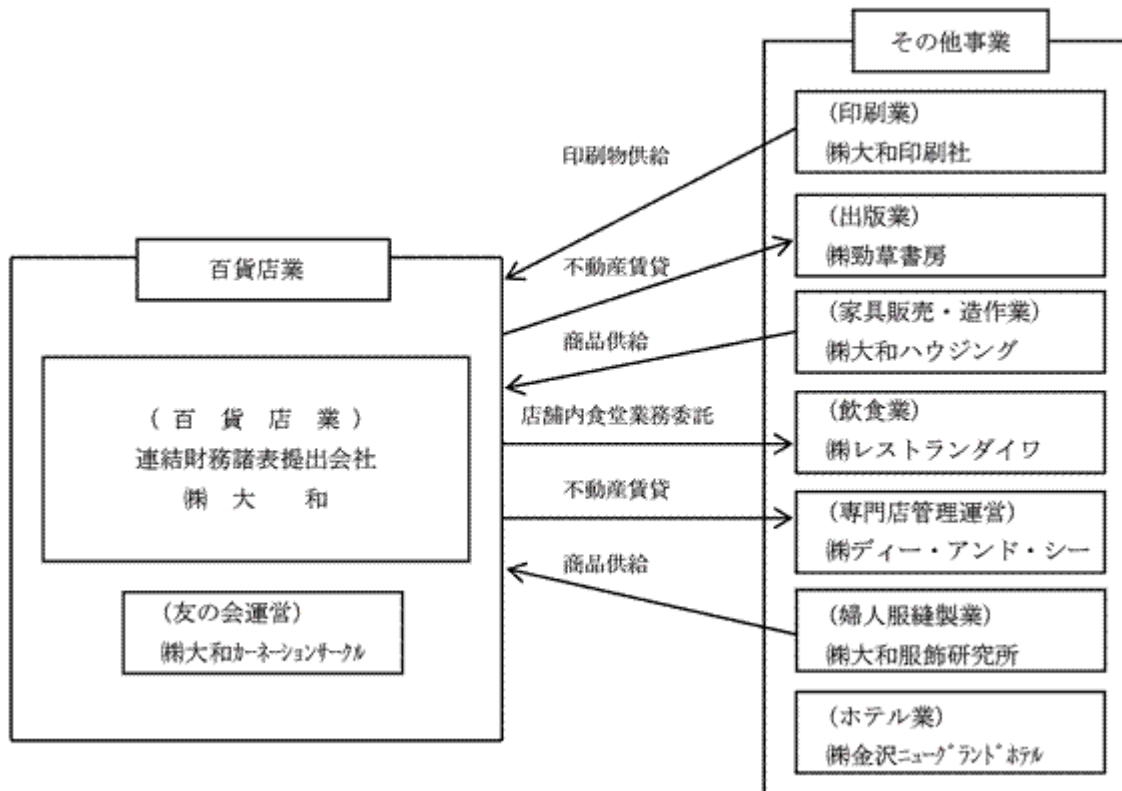 その他事業
(印刷業)
㈱大和印刷社
印刷物供給
(出版業)
㈱勁草書房
百貨店業
不動産賃貸
(家具販売・造作業)
㈱大和ハウジング
商品供給
(百貨店業)
連結財務諸表提出会社
㈱大 和
店舗内食堂業務委託
(飲食業)
㈱レストランダイワ
不動産賃貸
(専門店管理運営)
㈱ディー・アンド・シー
商品供給
(友の会運営)
㈱大和ｶｰﾈｰｼｮﾝｻｰｸﾙ
(婦人服縫製業)
㈱大和服飾研究所
(ホテル業)
㈱金沢ﾆｭｰｸﾞﾗﾝﾄﾞﾎﾃﾙ